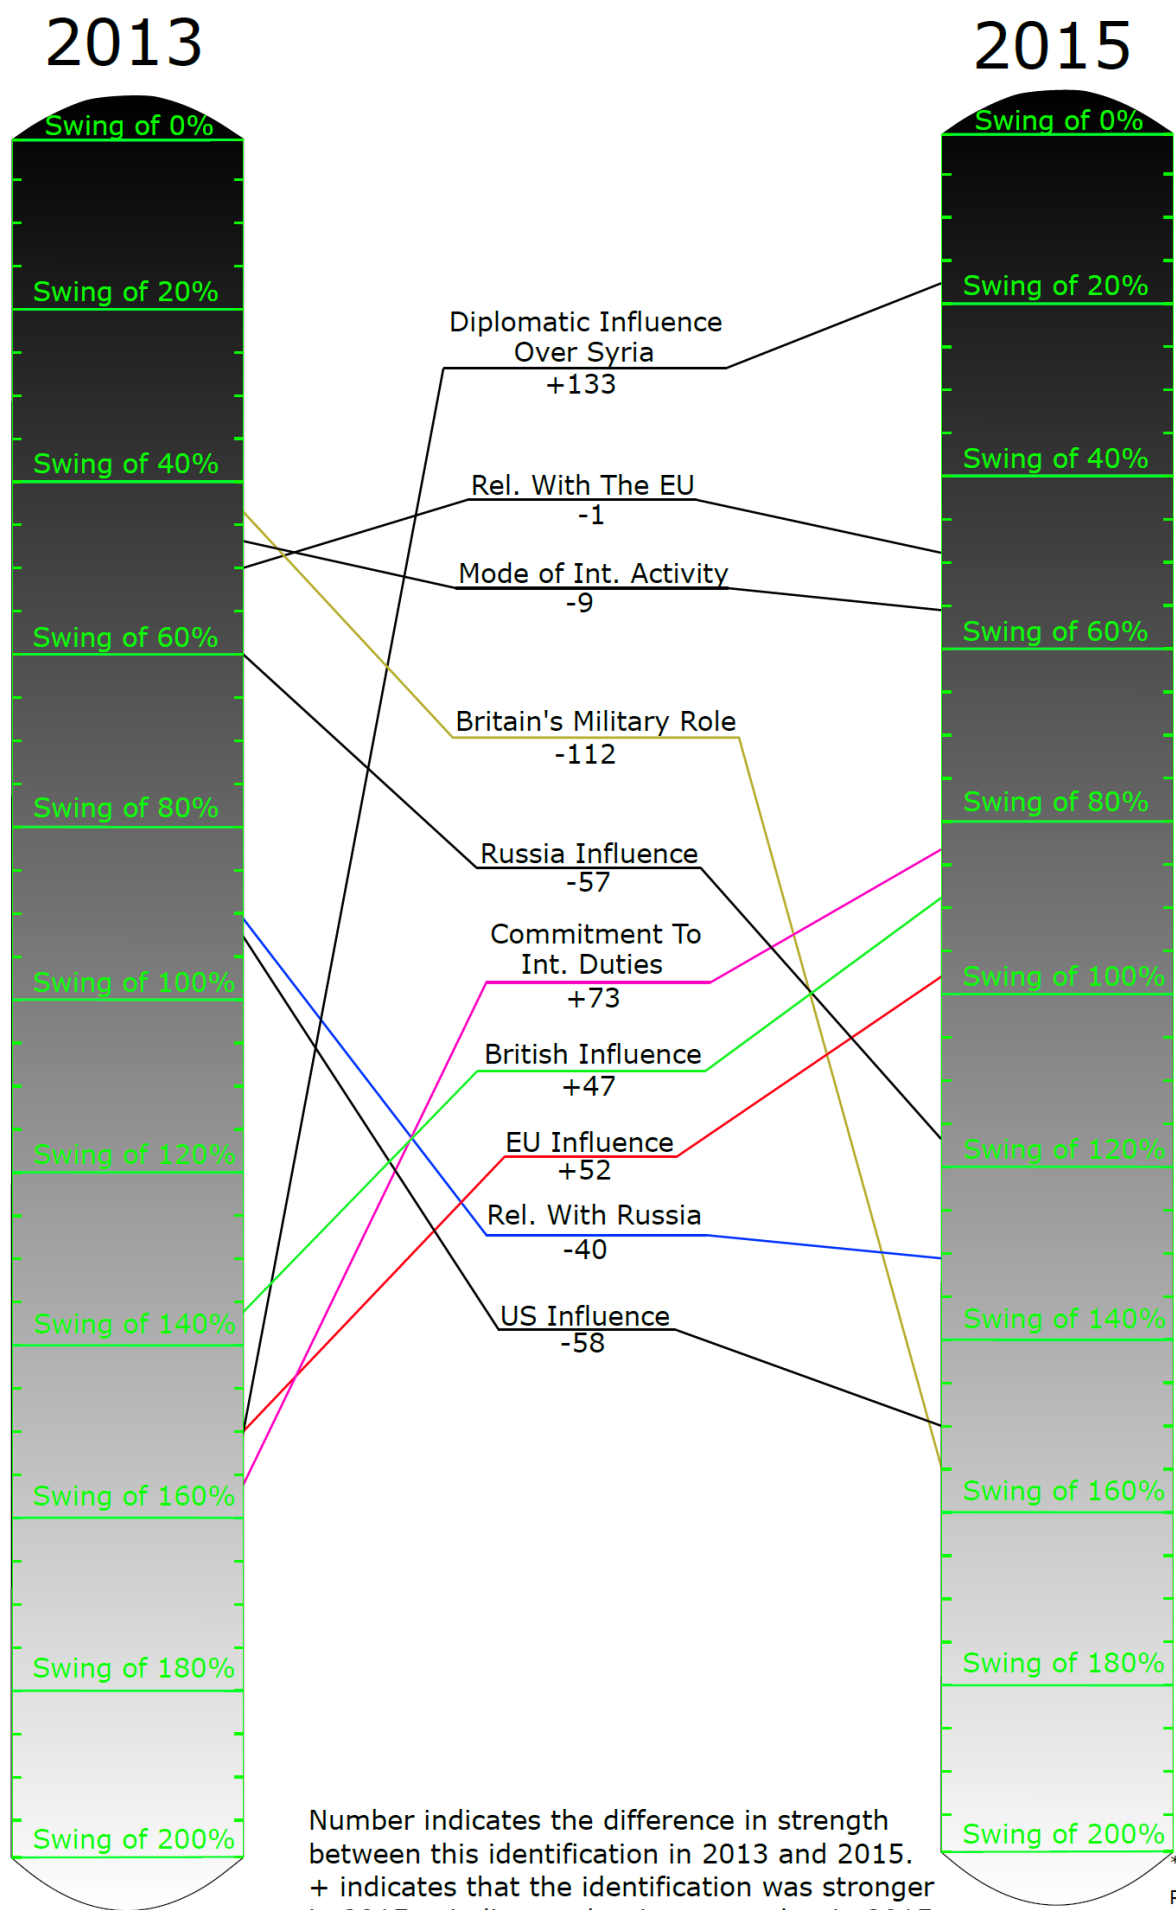 2013
2015
Swing of 0%
Swing of 20%
Swing of 40%
Swing of 60%
Swing of 80%
Swing of 100%
Swing of 120%
Swing of 140%
Swing of 160%
Swing of 180%
Swing of 200%
Diplomatic Influence
Over Syria
+133
Rel. With The EU
-1
Mode of Int. Activity
-9
Britain's Military Role
-112
Russia Influence
-57
Commitment To
Int. Duties
+73
British Influence
+47
EU Influence
+52
Rel. With Russia
-40
US Influence
-58
Swing of 0%
Swing of 20%
Swing of 40%
Swing of 60%
Swing of 80%
Swing of 100%
Swing of 120%
Swing of 140%
Swing of 160%
Swing of 180%
Swing of 200%
Number indicates the difference in strength
between this identification in 2013 and 2015.
+ indicates that the identification was stronger
*